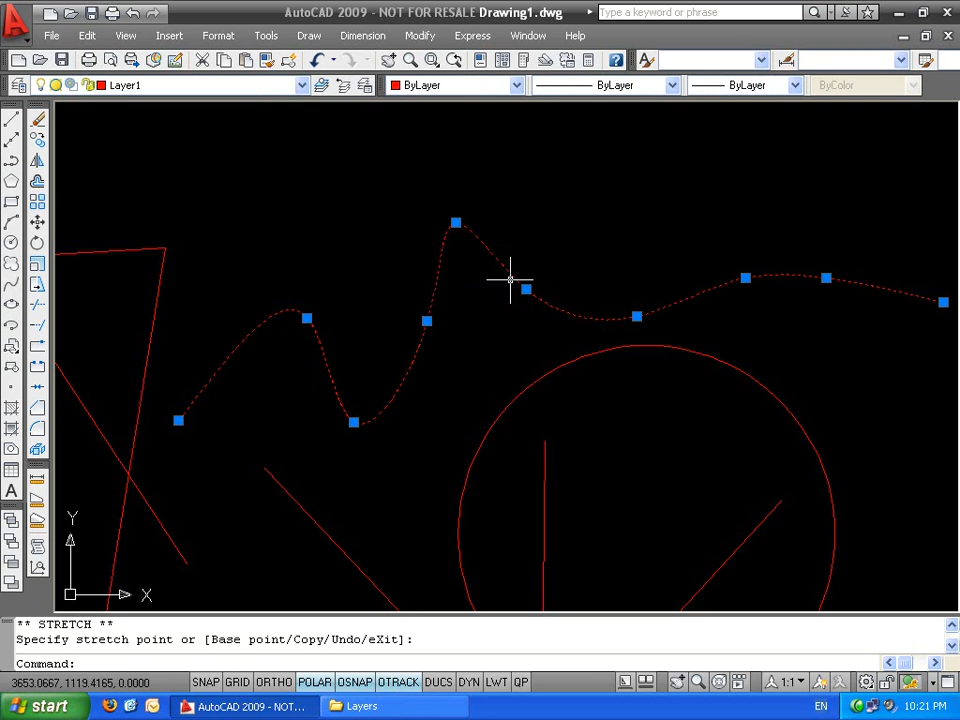 AutoCAD 2009 - NOT FOR RESALE Drawing1.dwg
Type a keyword or phrase
File Edit View Insert Format Tools Draw Dimension Modify Express Window Help
Layer1 ByLayer ByLayer ByLayer ByColor
A
Y
X
** STRETCH **
Specify stretch point or [Base point/Copy/Undo/eXit]:
Command:
3653.0667, 1119.4165, 0.0000 SNAP GRID ORTHO POLAR OSNAP OTRACK DUCS DYN LWT QP A 1:1
start AutoCAD 2009 - NOT... Layers EN 10:21 PM